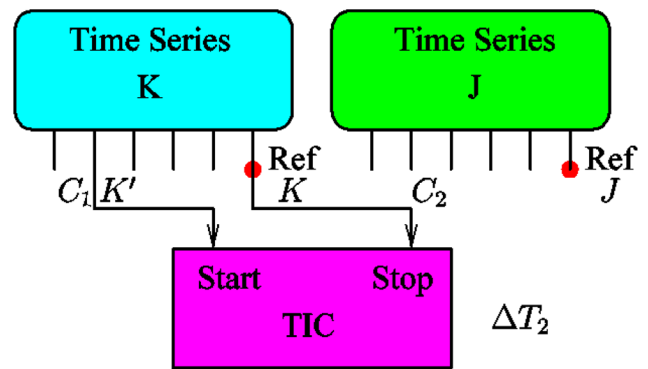 Time Series Time Series
K J
Ref Ref
C₁ K′ K C₂ J
Start Stop
TIC ΔT₂